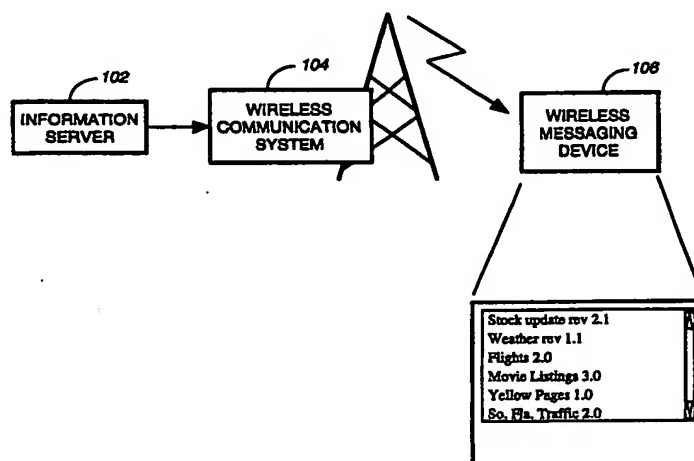 102
INFORMATION
SERVER
104
WIRELESS
COMMUNICATION
SYSTEM
106
WIRELESS
MESSAGING
DEVICE
Stock update rev 2.1
Weather rev 1.1
Flights 2.0
Movie Listings 3.0
Yellow Pages 1.0
So. Fla. Traffic 2.0